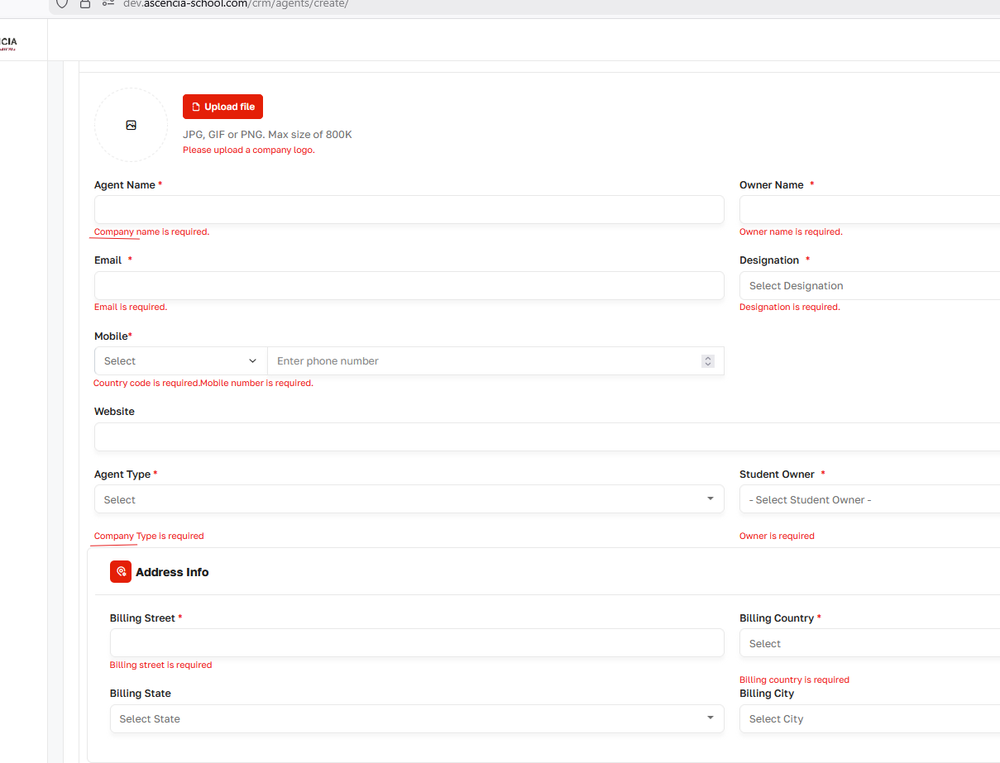 dev.ascencia-school.com/crm/agents/create/
CIA
Upload file
JPG, GIF or PNG. Max size of 800K
Please upload a company logo.
Agent Name * Owner Name *
Company name is required. Owner name is required.
Email * Designation *
Select Designation
Email is required. Designation is required.
Mobile*
Select Enter phone number
Country code is required.Mobile number is required.
Website
Agent Type * Student Owner *
Select - Select Student Owner -
Company Type is required Owner is required
Address Info
Billing Street * Billing Country *
Select
Billing street is required
Billing country is required
Billing State Billing City
Select State Select City